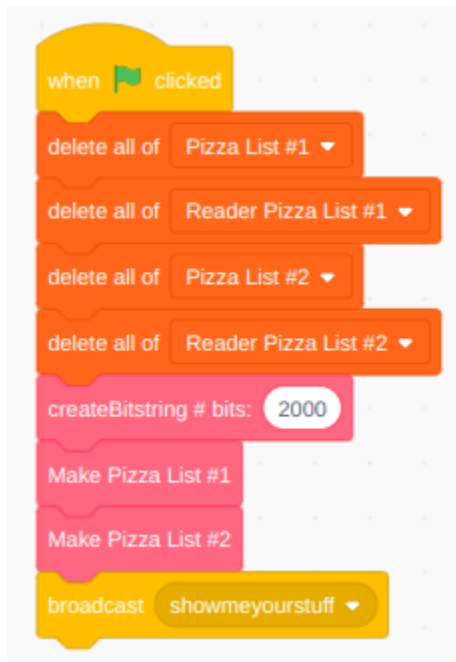 when clicked
delete all of Pizza List #1
delete all of Reader Pizza List #1
delete all of Pizza List #2
delete all of Reader Pizza List #2
createBitstring # bits: 2000
Make Pizza List #1
Make Pizza List #2
broadcast showmeyourstuff